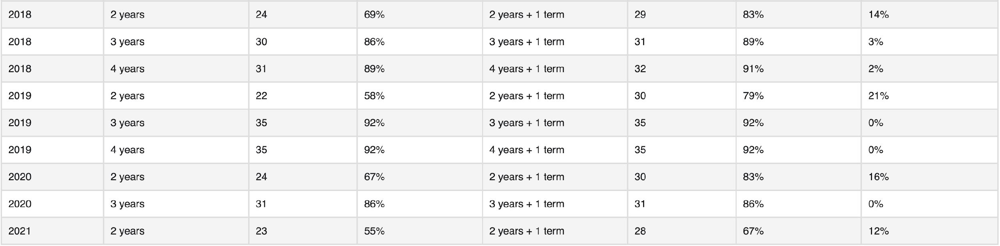 2018 2 years 24 69% 2 years + 1 term 29 83% 14%
2018 3 years 30 86% 3 years + 1 term 31 89% 3%
2018 4 years 31 89% 4 years + 1 term 32 91% 2%
2019 2 years 22 58% 2 years + 1 term 30 79% 21%
2019 3 years 35 92% 3 years + 1 term 35 92% 0%
2019 4 years 35 92% 4 years + 1 term 35 92% 0%
2020 2 years 24 67% 2 years + 1 term 30 83% 16%
2020 3 years 31 86% 3 years + 1 term 31 86% 0%
2021 2 years 23 55% 2 years + 1 term 28 67% 12%